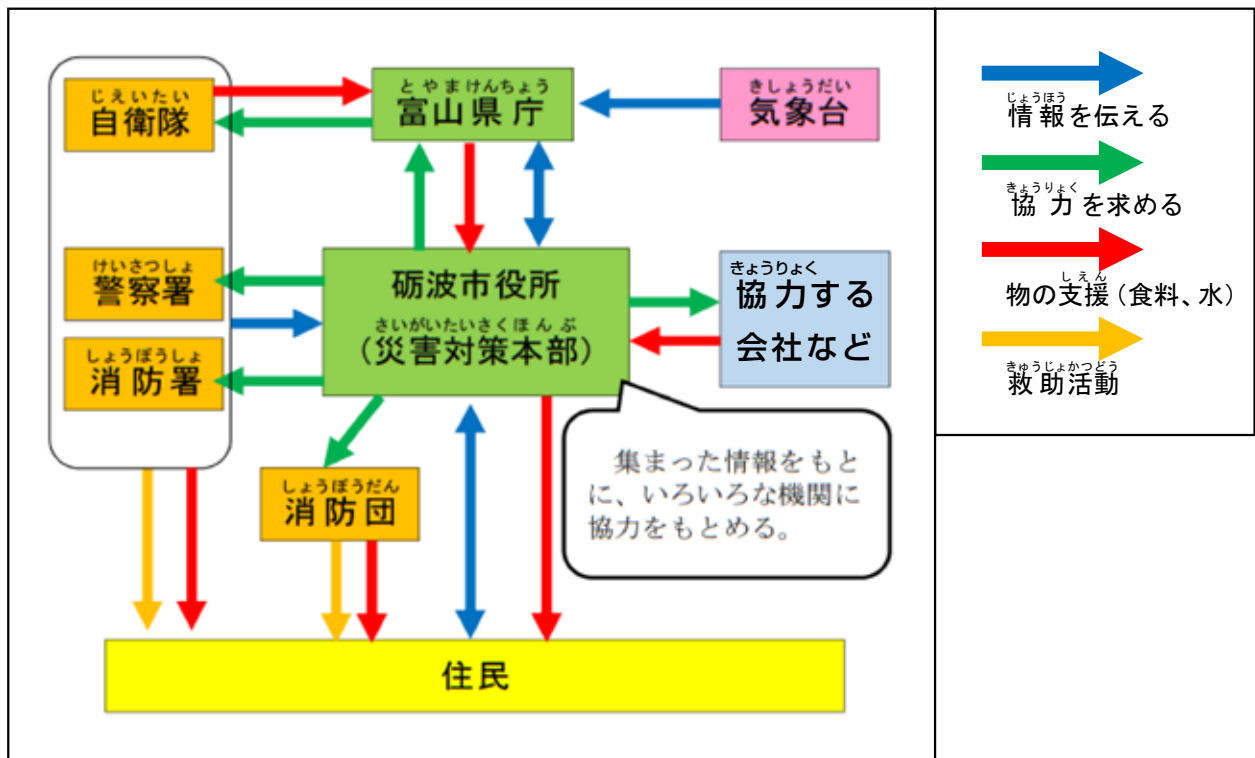 じえいたい
自衛隊
とやまけんちょう
富山県庁
きしょうだい
気象台
けいさつしょ
警察署
しょうぼうしょ
消防署
砺波市役所
さいがいたいさくほんぶ
（災害対策本部）
きょうりょく
協力する
会社など
しょうぼうだん
消防団
集まった情報をもと
に、いろいろな機関に
協力をもとめる。
住民
じょうほう
情報を伝える
きょうりょく
協力を求める
しえん
物の支援（食料、水）
きゅうじょかつどう
救助活動